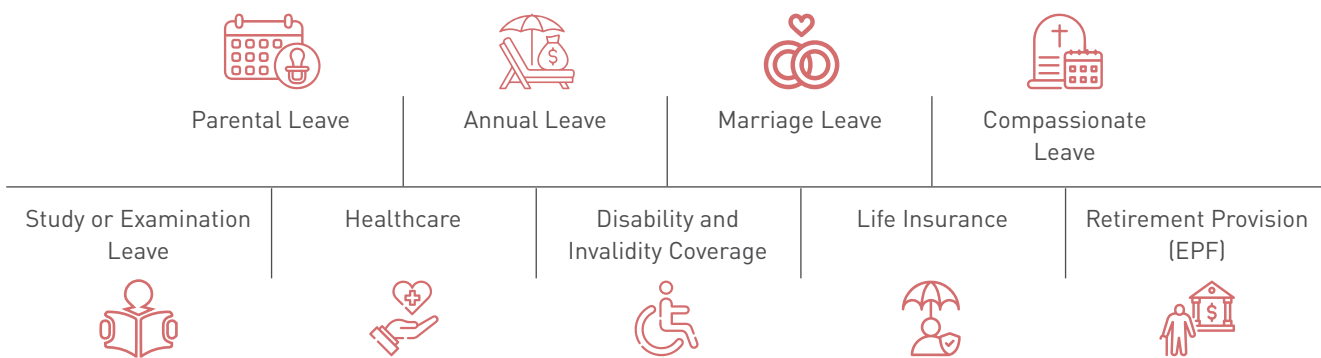 Parental Leave
Annual Leave
Marriage Leave
Compassionate
Leave
Study or Examination
Leave
Healthcare
Disability and
Invalidity Coverage
Life Insurance
Retirement Provision
(EPF)